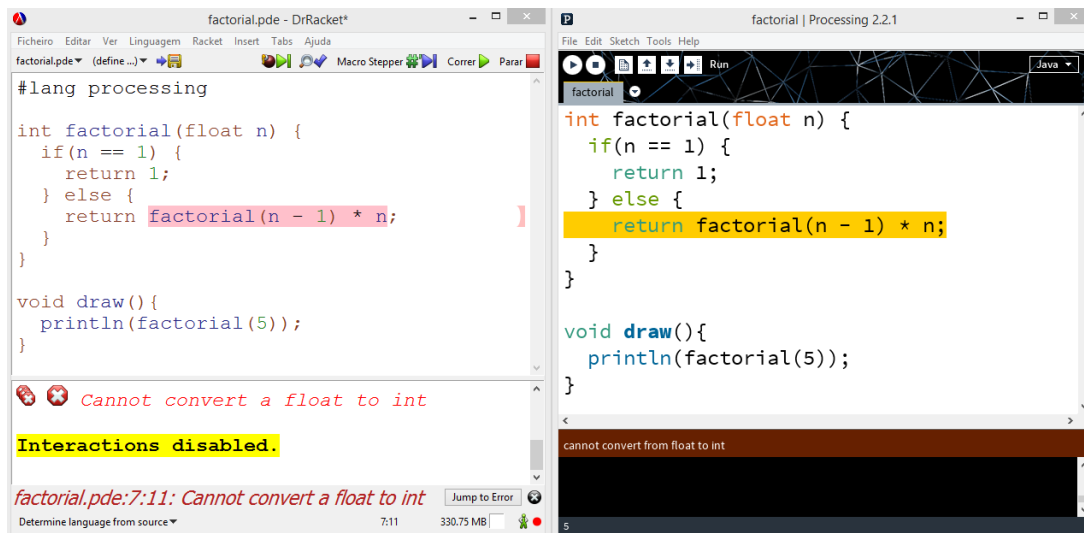 factorial.pde - DrRacket*
Ficheiro Editar Ver Linguagem Racket Insert Tabs Ajuda
factorial.pde (define ...) Macro Stepper Correr Parar
#lang processing
int factorial(float n) {
if(n == 1) {
return 1;
} else {
return factorial(n - 1) * n;
}
}
void draw(){
println(factorial(5));
}
Cannot convert a float to int
Interactions disabled.
factorial.pde:7:11: Cannot convert a float to int Jump to Error
Determine language from source 7:11 330.75 MB
factorial | Processing 2.2.1
File Edit Sketch Tools Help
Run Java
factorial
int factorial(float n) {
if(n == 1) {
return 1;
} else {
return factorial(n - 1) * n;
}
}
void draw(){
println(factorial(5));
}
cannot convert from float to int
5